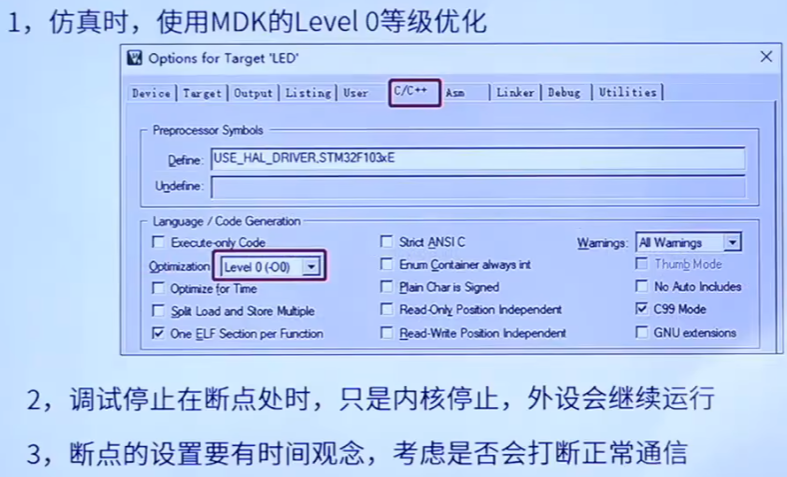 1，仿真时，使用MDK的Level 0等级优化
Options for Target 'LED'
Device Target Output Listing User C/C++ Asm Linker Debug Utilities
Preprocessor Symbols
Define: USE_HAL_DRIVER,STM32F103xE
Undefine:
Language / Code Generation
Execute-only Code Strict ANSI C Warnings: All Warnings
Optimization Level 0 (-O0) Enum Container always int Thumb Mode
Optimize for Time Plain Char is Signed No Auto Includes
Split Load and Store Multiple Read-Only Position Independent C99 Mode
One ELF Section per Function Read-Write Position Independent GNU extensions
2，调试停止在断点处时，只是内核停止，外设会继续运行
3，断点的设置要有时间观念，考虑是否会打断正常通信